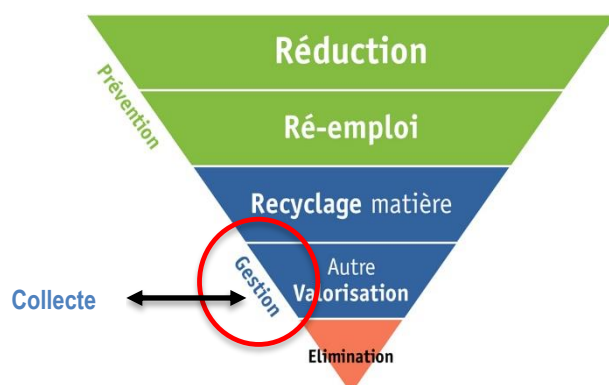 Réduction
Prévention
Ré-emploi
Recyclage matière
Gestion
Autre
Valorisation
Collecte
Elimination